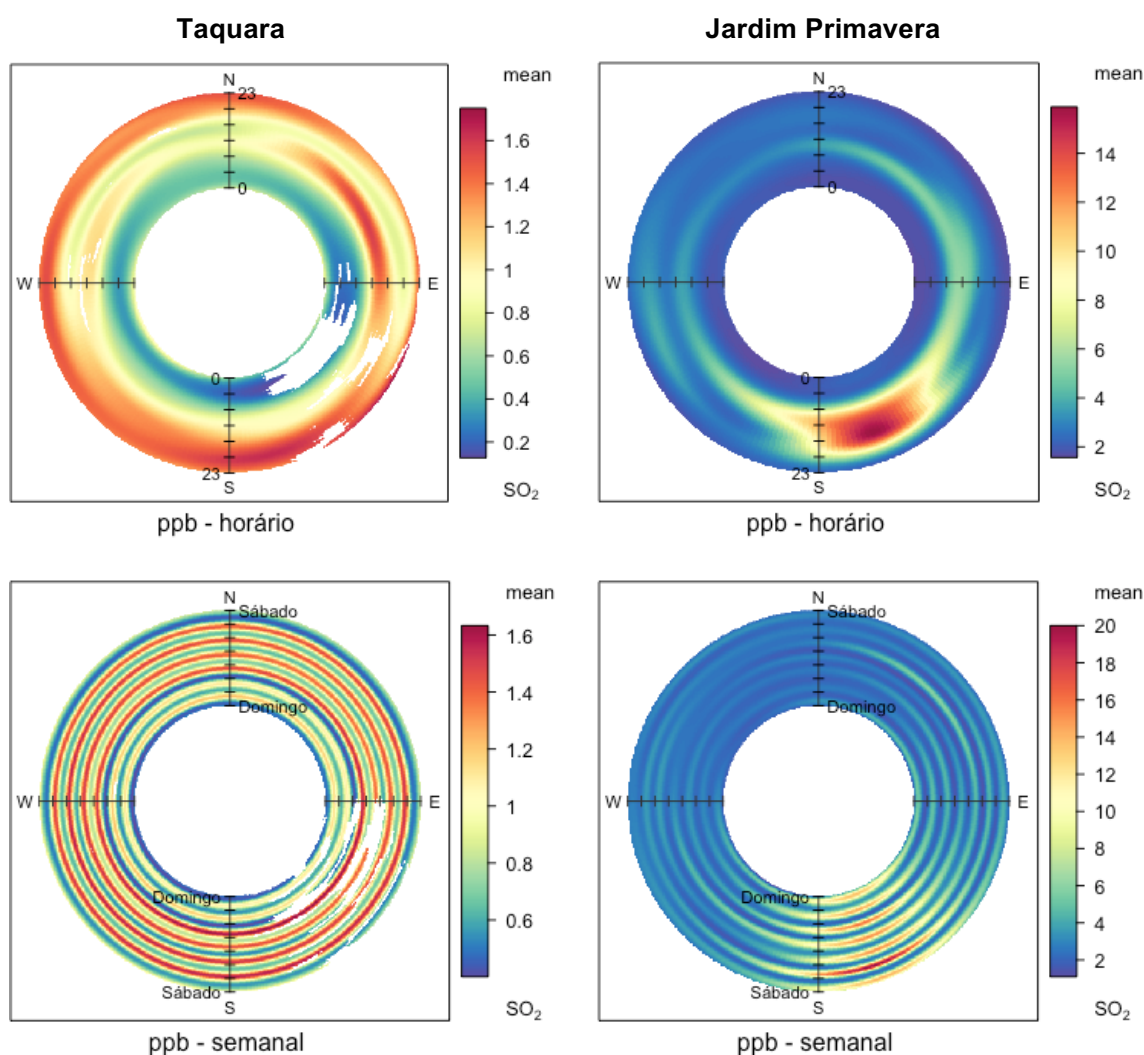 Taquara
Jardim Primavera
mean
N
23
0
W
E
0
23
S
1.6
1.4
1.2
1
0.8
0.6
0.4
0.2
SO₂
ppb - horário
mean
N
23
0
W
E
0
23
S
14
12
10
8
6
4
2
SO₂
ppb - horário
mean
N
Sábado
Domingo
W
E
Domingo
Sábado
S
1.6
1.4
1.2
1
0.8
0.6
SO₂
ppb - semanal
mean
N
Sábado
Domingo
W
E
Domingo
Sábado
S
20
18
16
14
12
10
8
6
4
2
SO₂
ppb - semanal